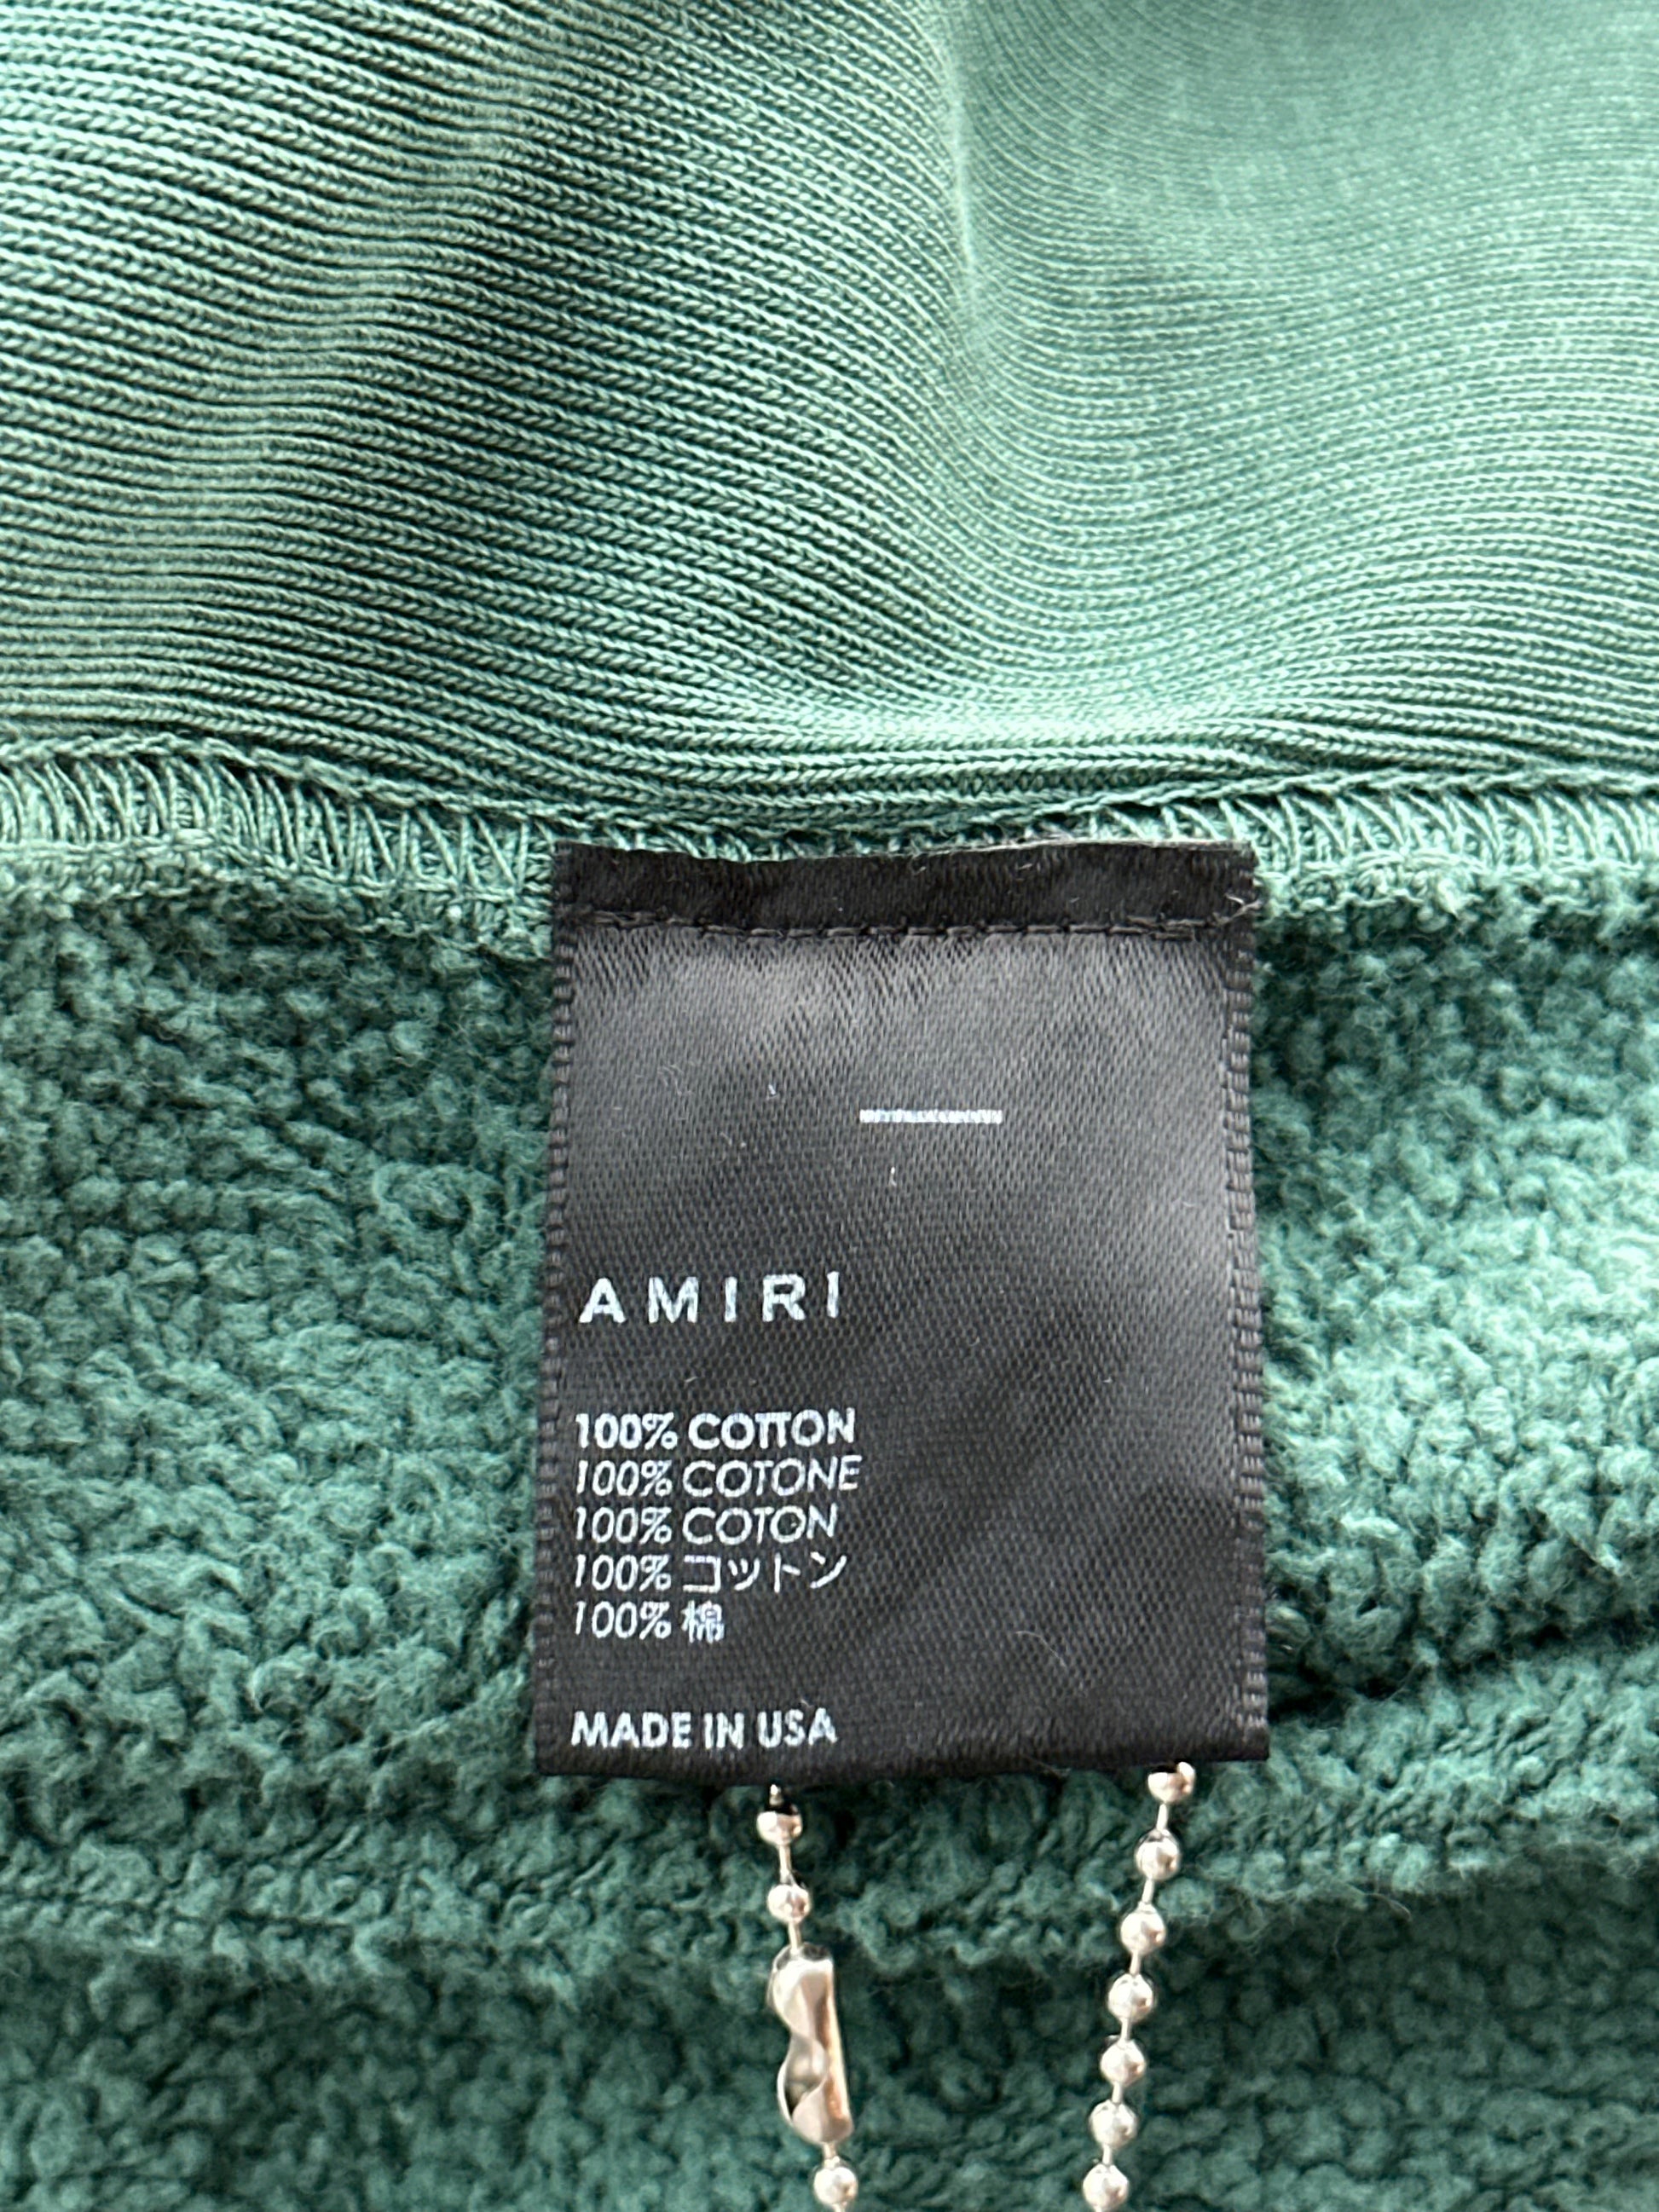 AMIRI
100% COTTON
100% COTONE
100% COTON
100% コットン
100% 棉
MADE IN USA